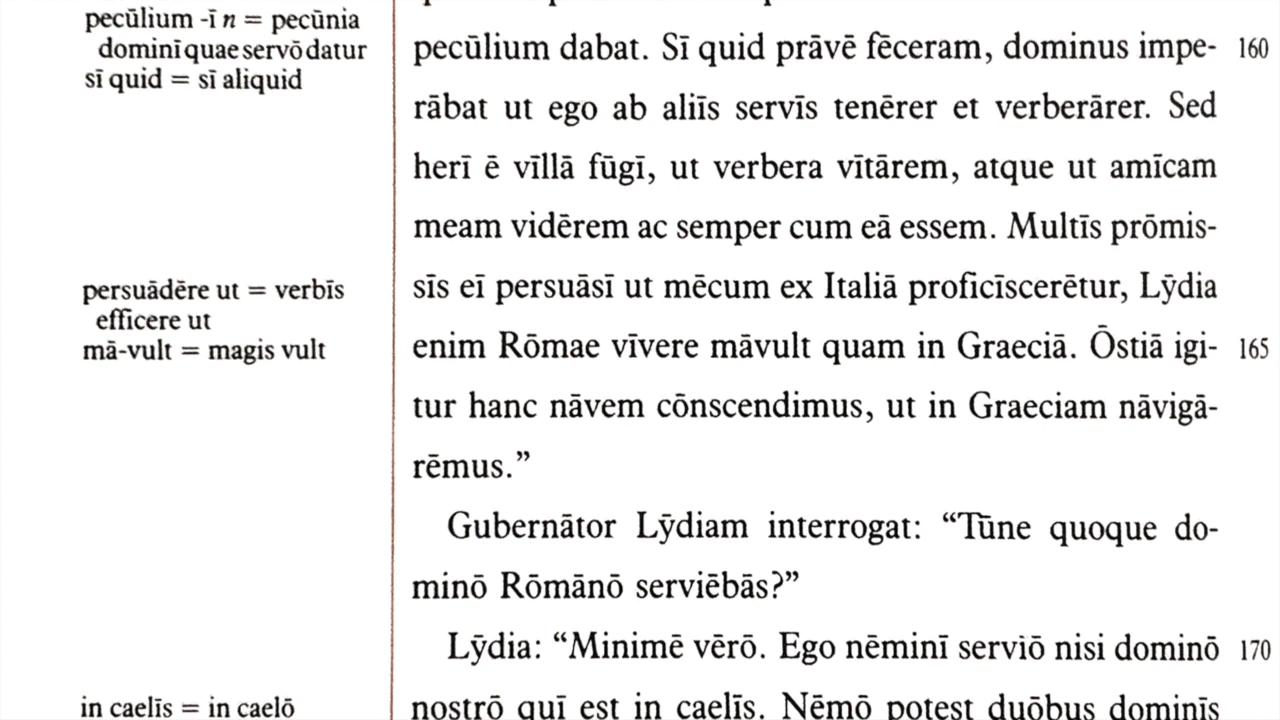 pecūlium -ī n = pecūnia
dominī quae servō datur
sī quid = sī aliquid
persuādēre ut = verbīs
efficere ut
mā-vult = magis vult
in caelīs = in caelō
pecūlium dabat. Sī quid prāvē fēceram, dominus impe- 160
rābat ut ego ab aliīs servīs tenērer et verberārer. Sed
herī ē vīllā fūgī, ut verbera vītārem, atque ut amīcam
meam vidērem ac semper cum eā essem. Multīs prōmis-
sīs eī persuāsī ut mēcum ex Italiā proficīscerētur, Lȳdia
enim Rōmae vīvere māvult quam in Graeciā. Ōstiā igi- 165
tur hanc nāvem cōnscendimus, ut in Graeciam nāvigā-
rēmus.”
Gubernātor Lȳdiam interrogat: “Tūne quoque do-
minō Rōmānō serviēbās?”
Lȳdia: “Minimē vērō. Ego nēminī serviō nisi dominō 170
nostrō quī est in caelīs. Nēmō potest duōbus dominīs